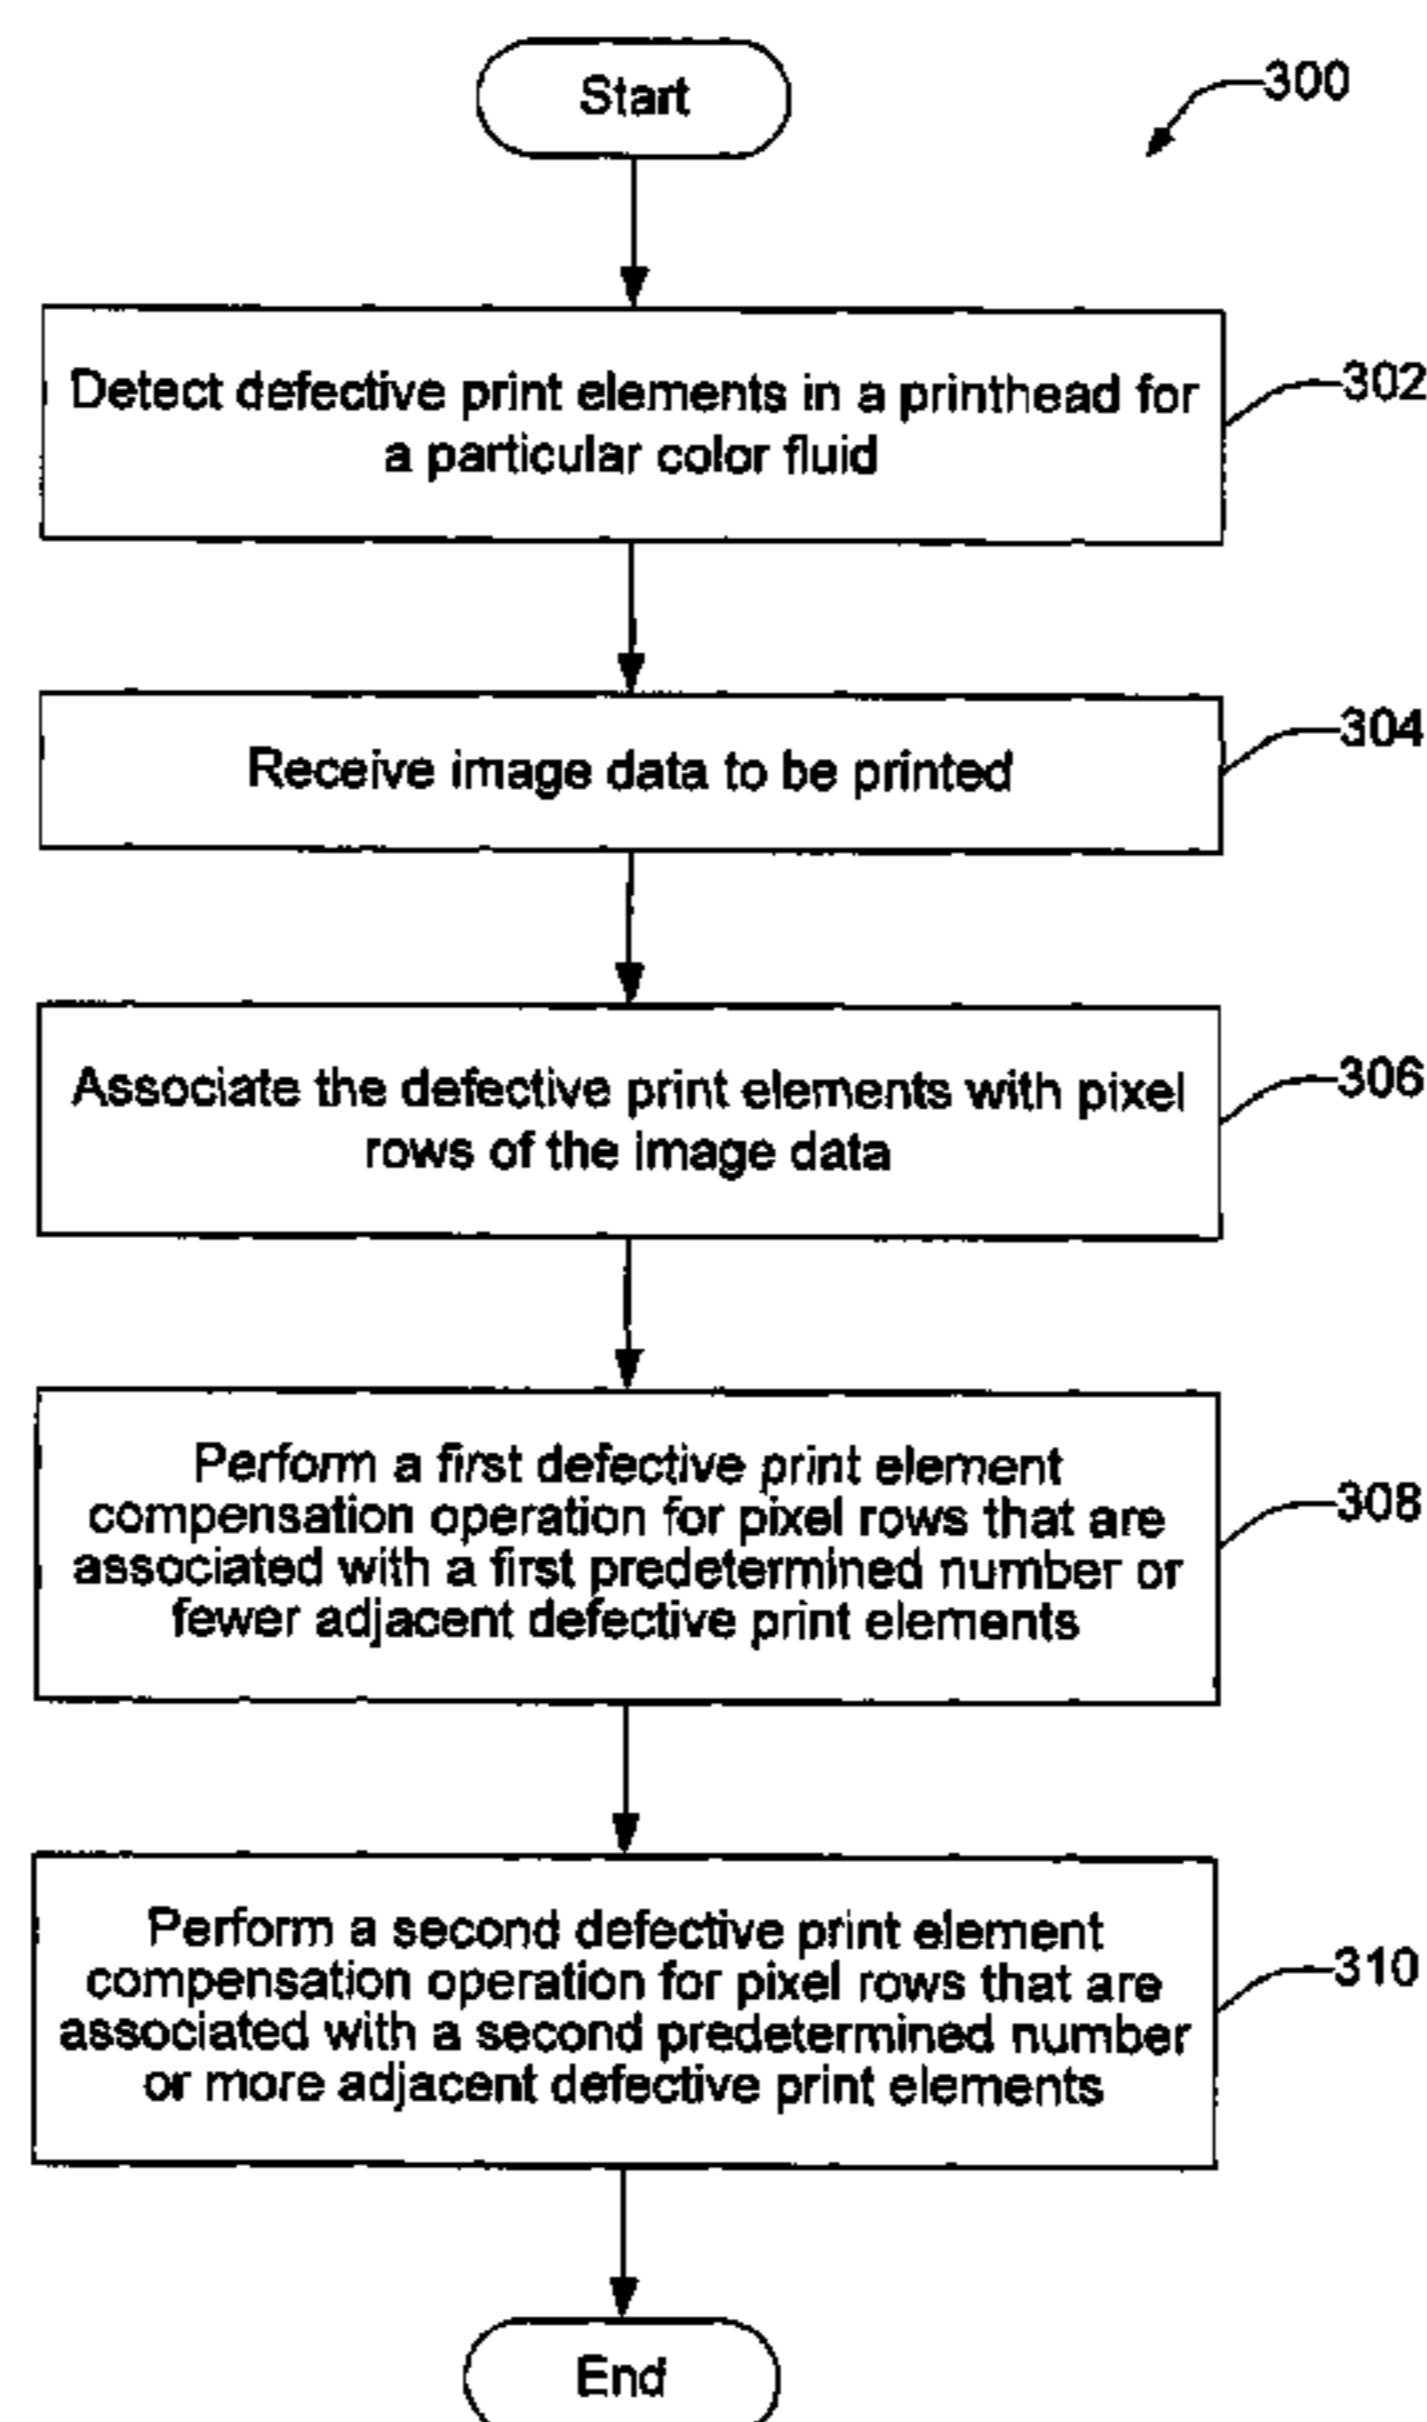 Start
300
Detect defective print elements in a printhead for
a particular color fluid
302
Receive image data to be printed
304
Associate the defective print elements with pixel
rows of the image data
306
Perform a first defective print element
compensation operation for pixel rows that are
associated with a first predetermined number or
fewer adjacent defective print elements
308
Perform a second defective print element
compensation operation for pixel rows that are
associated with a second predetermined number
or more adjacent defective print elements
310
End